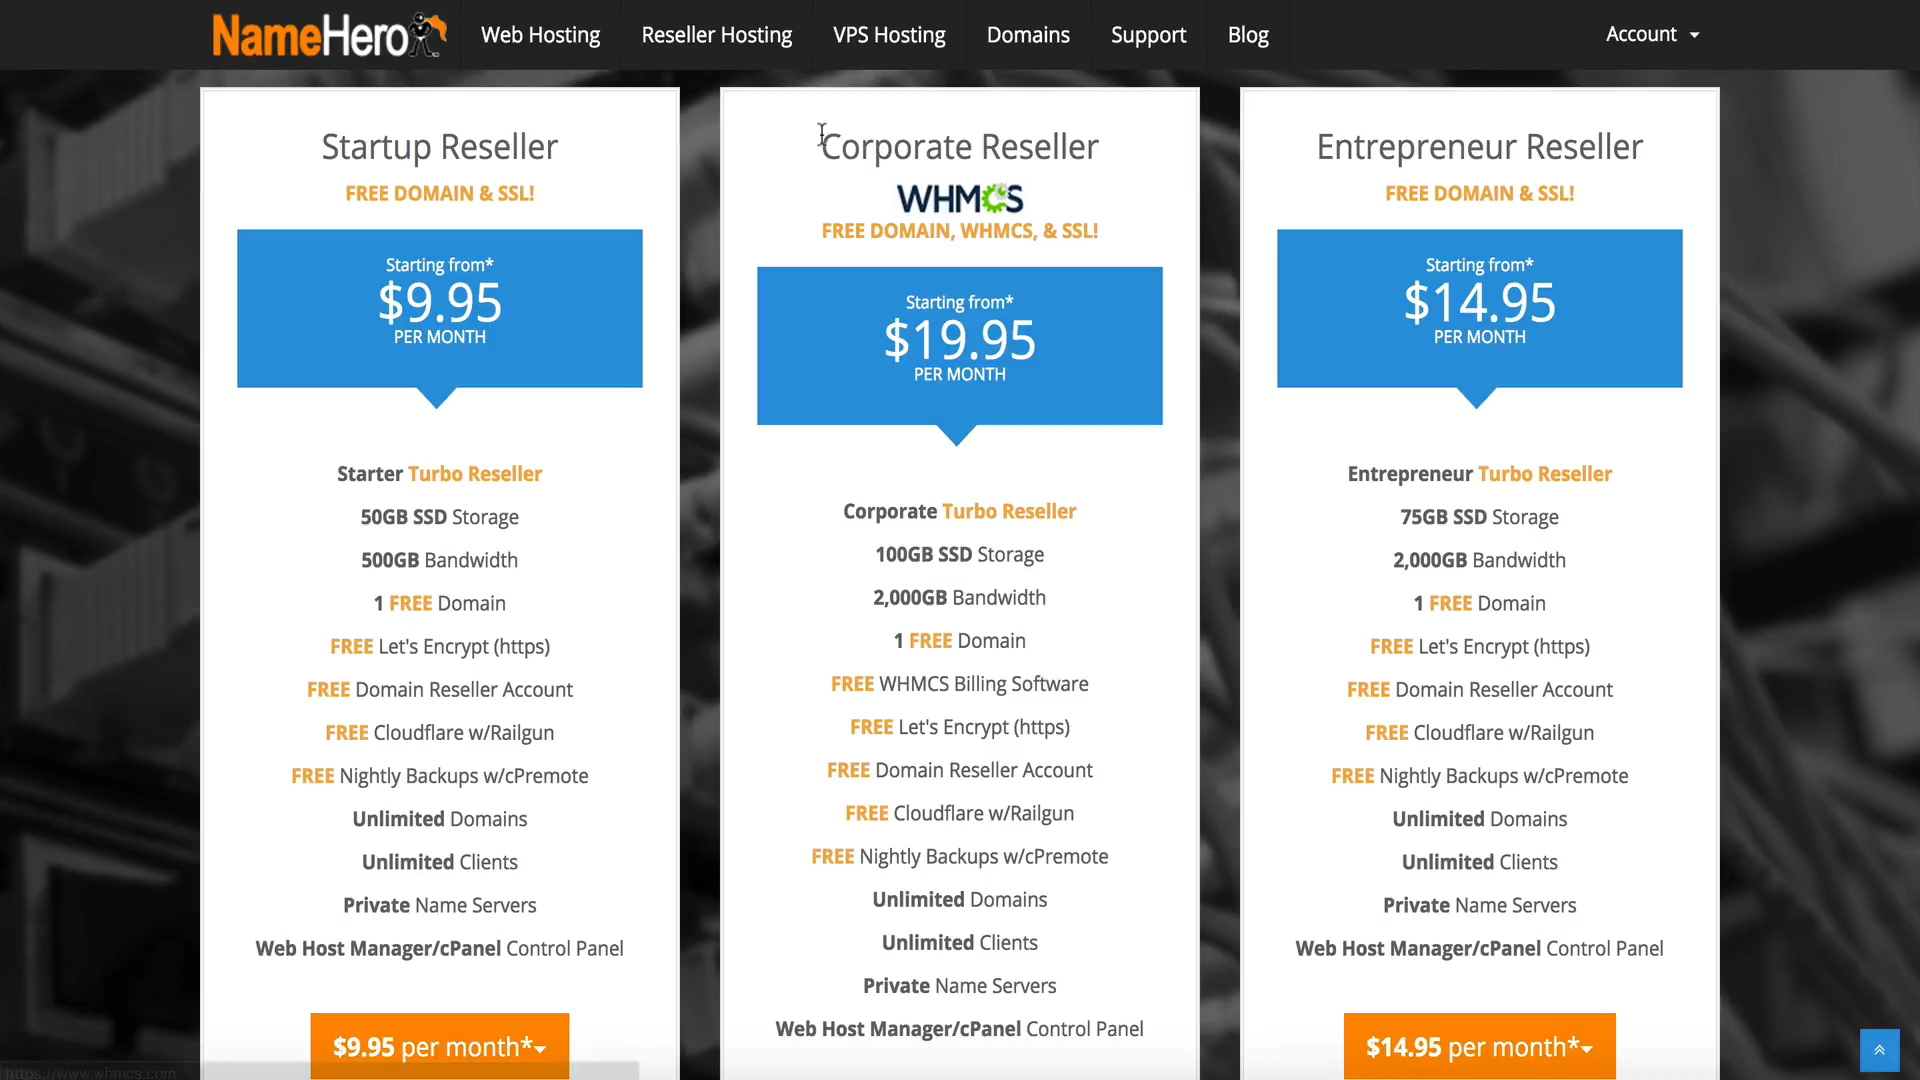 NameHero
Web Hosting
Reseller Hosting
VPS Hosting
Domains
Support
Blog
Account
Startup Reseller
FREE DOMAIN & SSL!
Starting from*
$9.95
PER MONTH
Starter Turbo Reseller
50GB SSD Storage
500GB Bandwidth
1 FREE Domain
FREE Let's Encrypt (https)
FREE Domain Reseller Account
FREE Cloudflare w/Railgun
FREE Nightly Backups w/cPremote
Unlimited Domains
Unlimited Clients
Private Name Servers
Web Host Manager/cPanel Control Panel
$9.95 per month*
Corporate Reseller
WHMCS
FREE DOMAIN, WHMCS, & SSL!
Starting from*
$19.95
PER MONTH
Corporate Turbo Reseller
100GB SSD Storage
2,000GB Bandwidth
1 FREE Domain
FREE WHMCS Billing Software
FREE Let's Encrypt (https)
FREE Domain Reseller Account
FREE Cloudflare w/Railgun
FREE Nightly Backups w/cPremote
Unlimited Domains
Unlimited Clients
Private Name Servers
Web Host Manager/cPanel Control Panel
Entrepreneur Reseller
FREE DOMAIN & SSL!
Starting from*
$14.95
PER MONTH
Entrepreneur Turbo Reseller
75GB SSD Storage
2,000GB Bandwidth
1 FREE Domain
FREE Let's Encrypt (https)
FREE Domain Reseller Account
FREE Cloudflare w/Railgun
FREE Nightly Backups w/cPremote
Unlimited Domains
Unlimited Clients
Private Name Servers
Web Host Manager/cPanel Control Panel
$14.95 per month*
https://www.whmcs.com